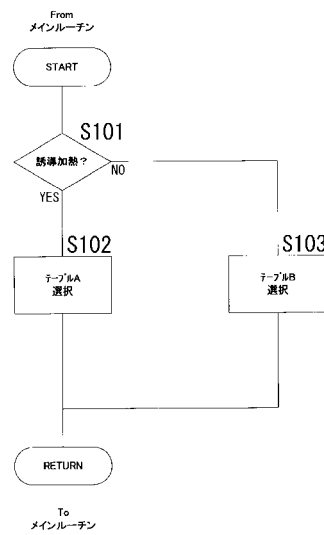 From
メインルーチン
START
S101
誘導加熱？
NO
YES
S102
テーブルA
選択
S103
テーブルB
選択
RETURN
To
メインルーチン